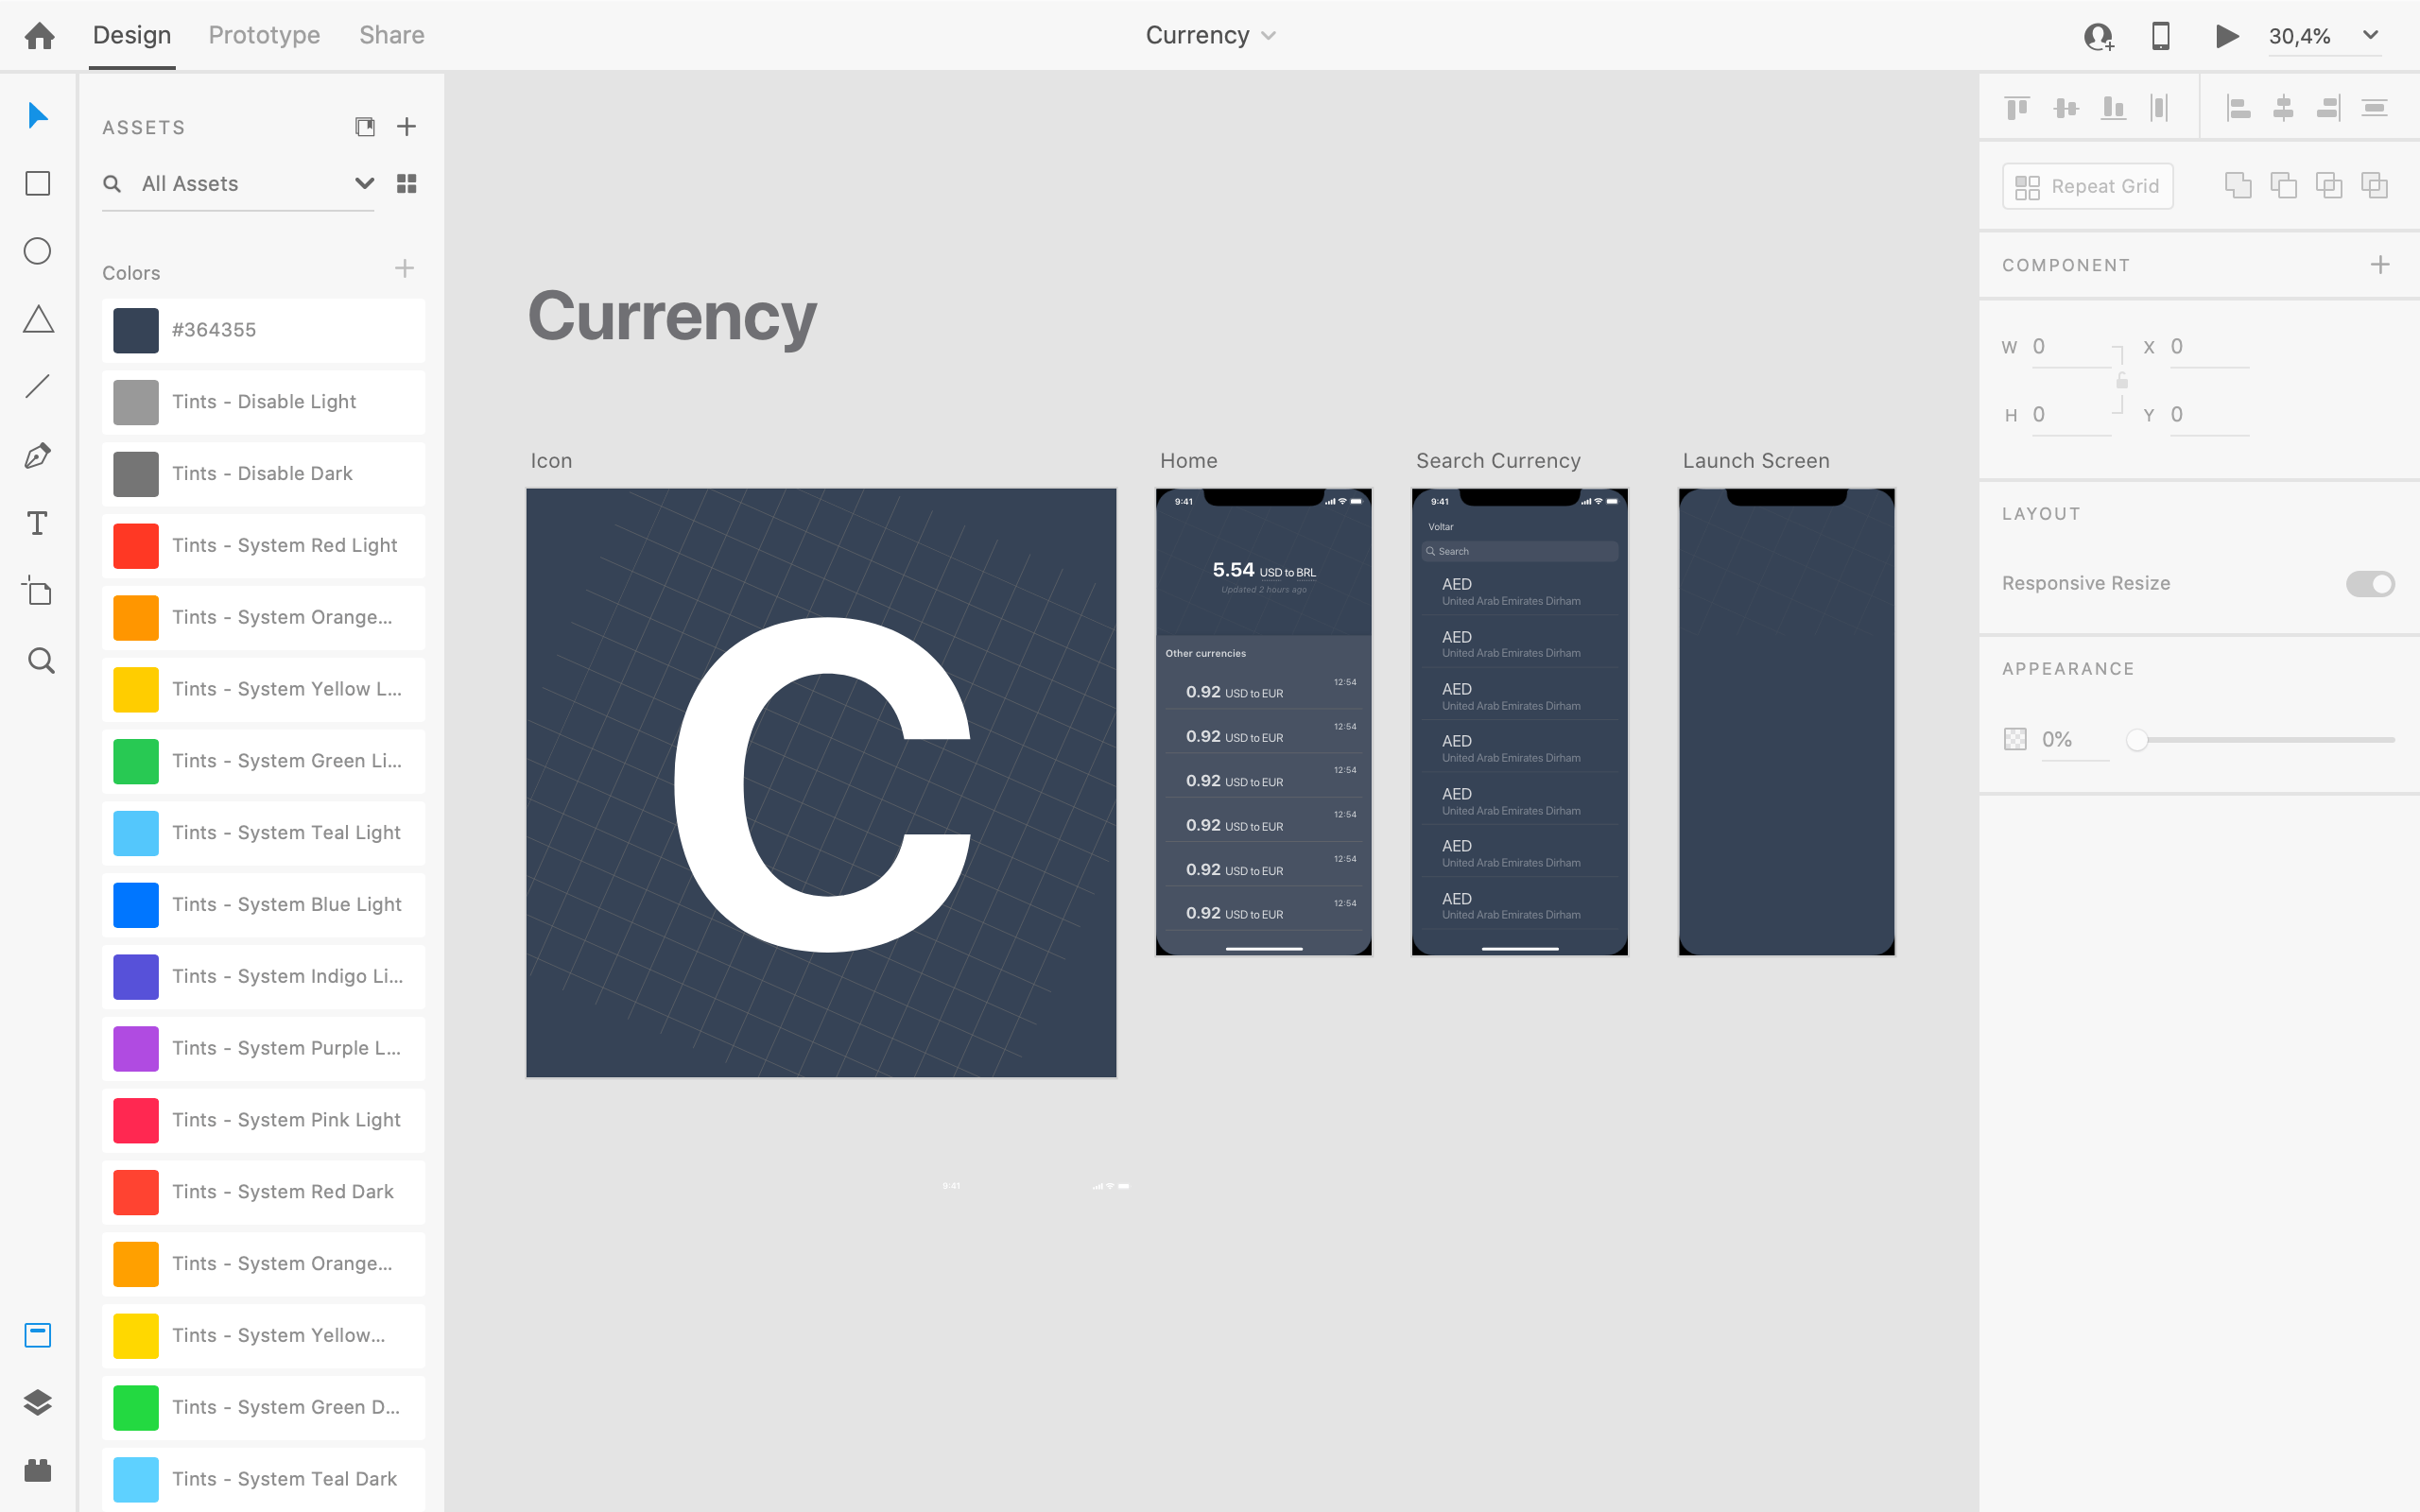 Design Prototype Share
Currency
30,4%
ASSETS
All Assets
Colors
#364355
Tints - Disable Light
Tints - Disable Dark
Tints - System Red Light
Tints - System Orange...
Tints - System Yellow L...
Tints - System Green Li...
Tints - System Teal Light
Tints - System Blue Light
Tints - System Indigo Li...
Tints - System Purple L...
Tints - System Pink Light
Tints - System Red Dark
Tints - System Orange...
Tints - System Yellow...
Tints - System Green D...
Tints - System Teal Dark
Currency
Icon
C
Home
9:41
5.54 USD to BRL
Updated 2 hours ago
Other currencies
12:54
0.92 USD to EUR
12:54
0.92 USD to EUR
12:54
0.92 USD to EUR
12:54
0.92 USD to EUR
12:54
0.92 USD to EUR
12:54
0.92 USD to EUR
Search Currency
9:41
Voltar
Search
AED
United Arab Emirates Dirham
AED
United Arab Emirates Dirham
AED
United Arab Emirates Dirham
AED
United Arab Emirates Dirham
AED
United Arab Emirates Dirham
AED
United Arab Emirates Dirham
AED
United Arab Emirates Dirham
Launch Screen
9:41
Repeat Grid
COMPONENT
W 0 X 0
H 0 Y 0
LAYOUT
Responsive Resize
APPEARANCE
0%